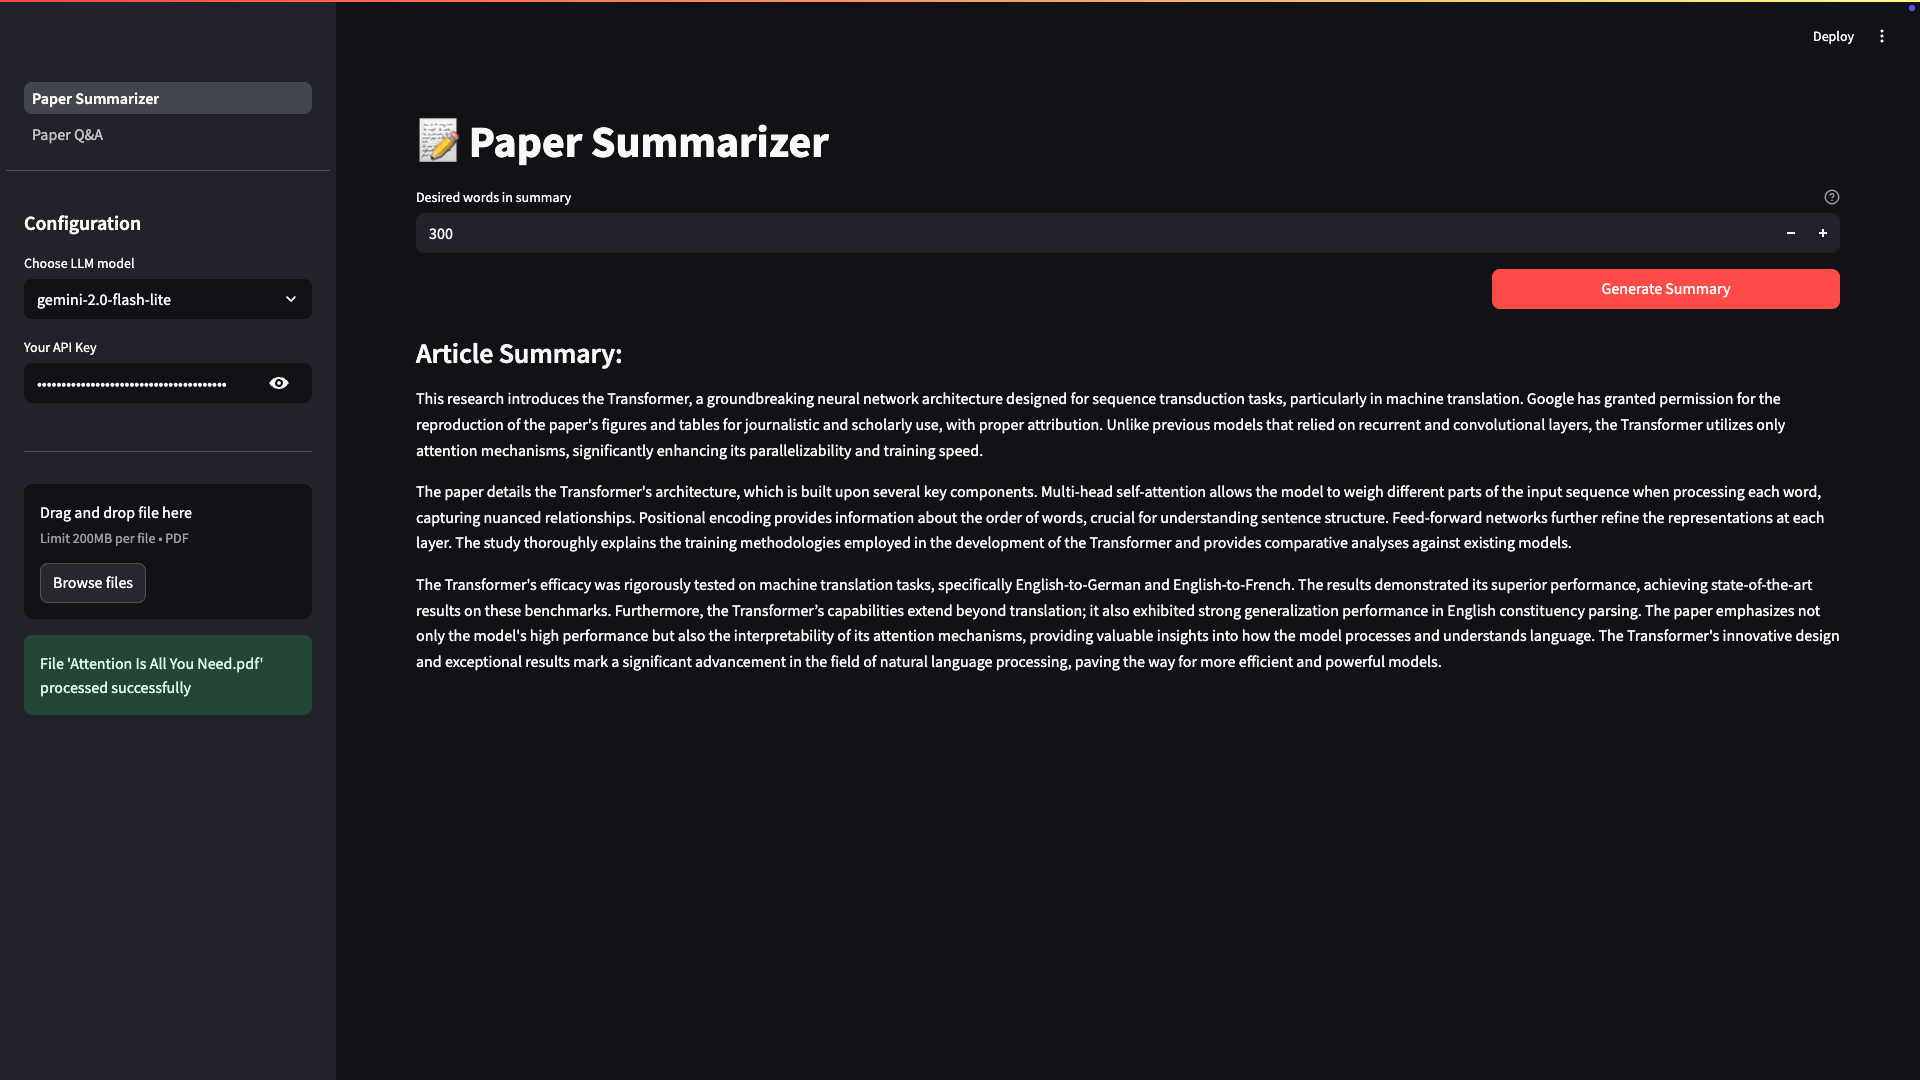 Deploy
Paper Summarizer
Paper Q&A
Configuration
Choose LLM model
gemini-2.0-flash-lite
Your API Key
••••••••••••••••••••••••••••••••••••••••
Drag and drop file here
Limit 200MB per file • PDF
Browse files
File 'Attention Is All You Need.pdf'
processed successfully
Paper Summarizer
Desired words in summary
300
Generate Summary
Article Summary:
This research introduces the Transformer, a groundbreaking neural network architecture designed for sequence transduction tasks, particularly in machine translation. Google has granted permission for the
reproduction of the paper's figures and tables for journalistic and scholarly use, with proper attribution. Unlike previous models that relied on recurrent and convolutional layers, the Transformer utilizes only
attention mechanisms, significantly enhancing its parallelizability and training speed.
The paper details the Transformer's architecture, which is built upon several key components. Multi-head self-attention allows the model to weigh different parts of the input sequence when processing each word,
capturing nuanced relationships. Positional encoding provides information about the order of words, crucial for understanding sentence structure. Feed-forward networks further refine the representations at each
layer. The study thoroughly explains the training methodologies employed in the development of the Transformer and provides comparative analyses against existing models.
The Transformer's efficacy was rigorously tested on machine translation tasks, specifically English-to-German and English-to-French. The results demonstrated its superior performance, achieving state-of-the-art
results on these benchmarks. Furthermore, the Transformer’s capabilities extend beyond translation; it also exhibited strong generalization performance in English constituency parsing. The paper emphasizes not
only the model's high performance but also the interpretability of its attention mechanisms, providing valuable insights into how the model processes and understands language. The Transformer's innovative design
and exceptional results mark a significant advancement in the field of natural language processing, paving the way for more efficient and powerful models.